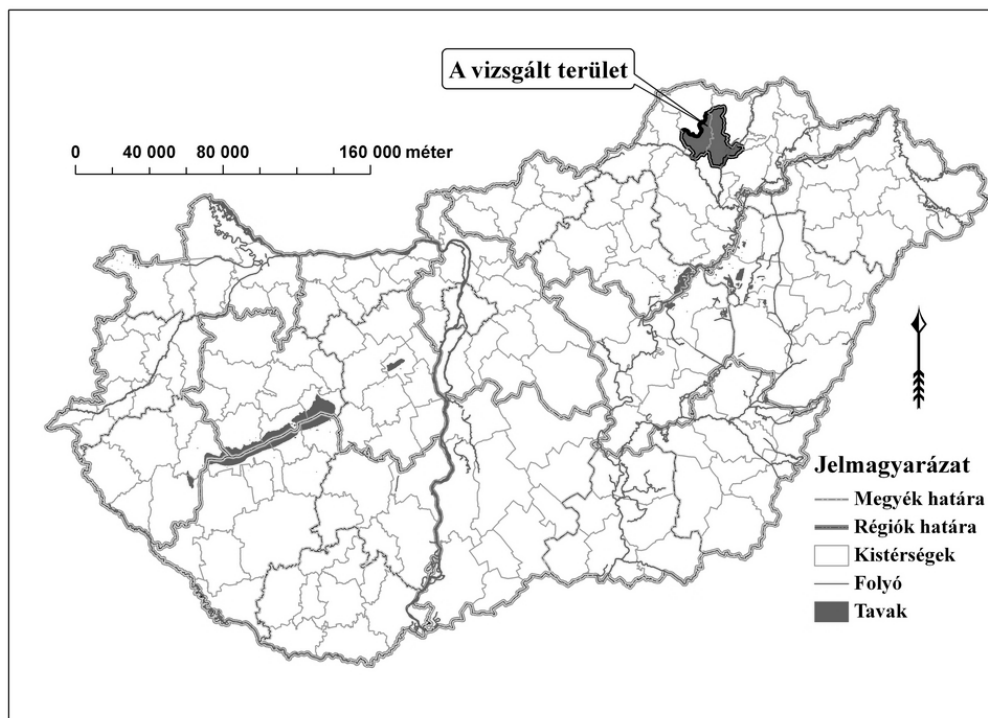 A vizsgált terület
0 40 000 80 000 160 000 méter
Jelmagyarázat
Megyék határa
Régiók határa
Kistérségek
Folyó
Tavak